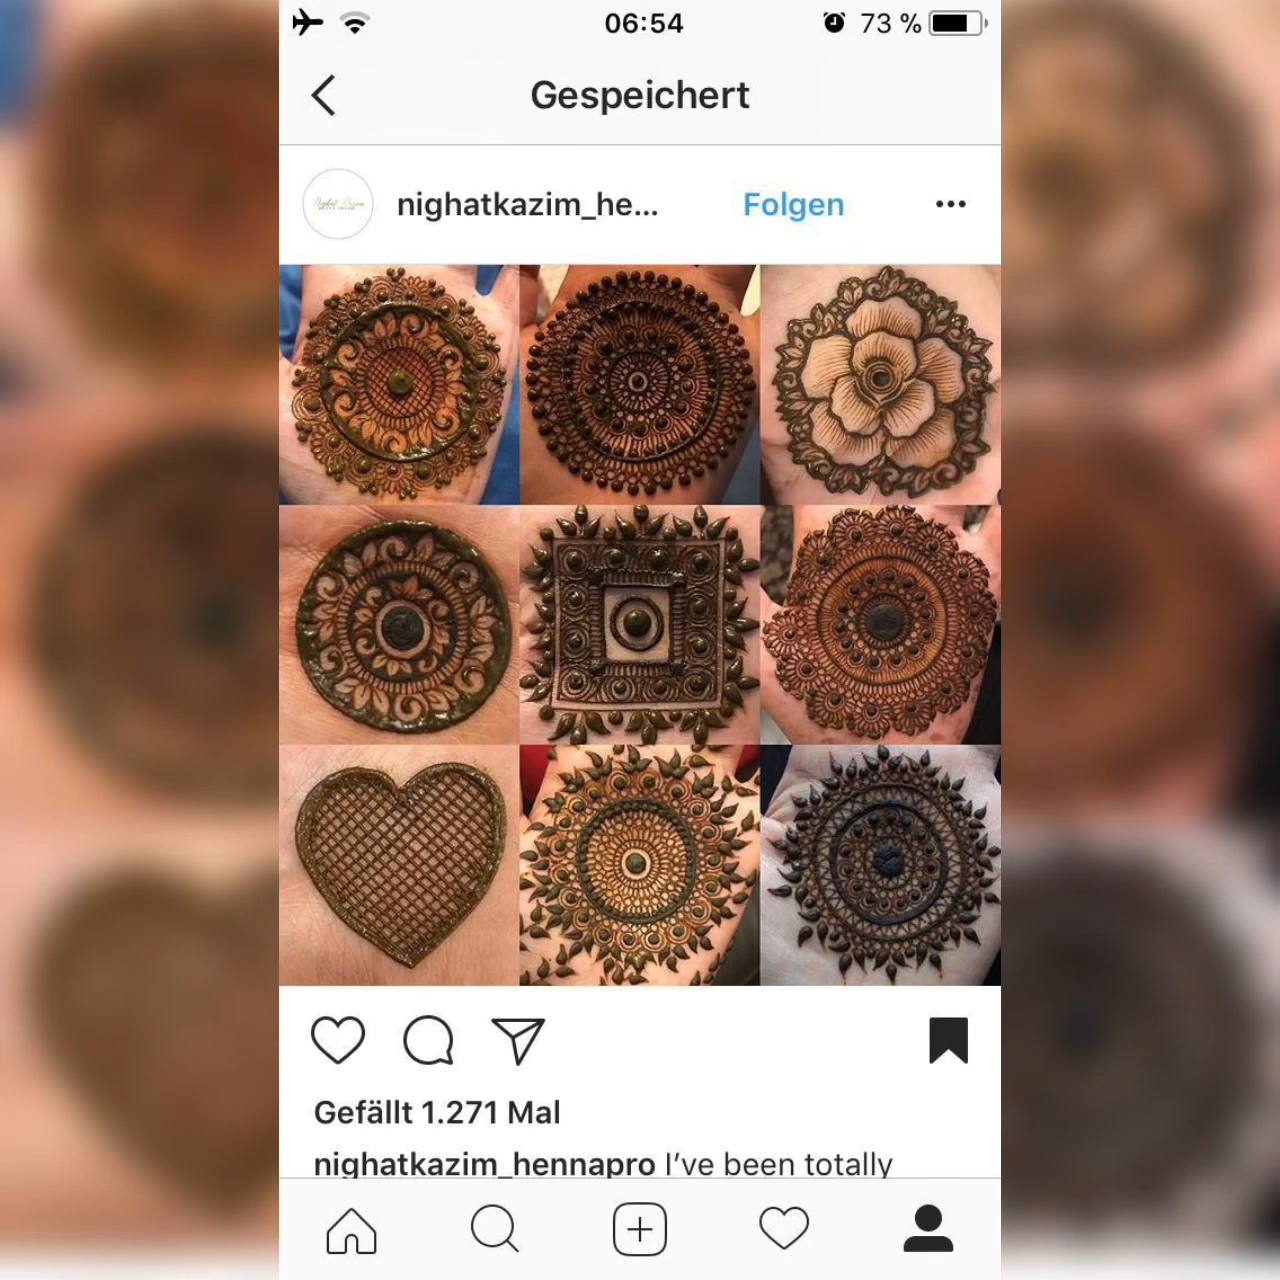 06:54
73 %
Gespeichert
nighatkazim_he...
Folgen
Gefällt 1.271 Mal
nighatkazim_hennapro I've been totally